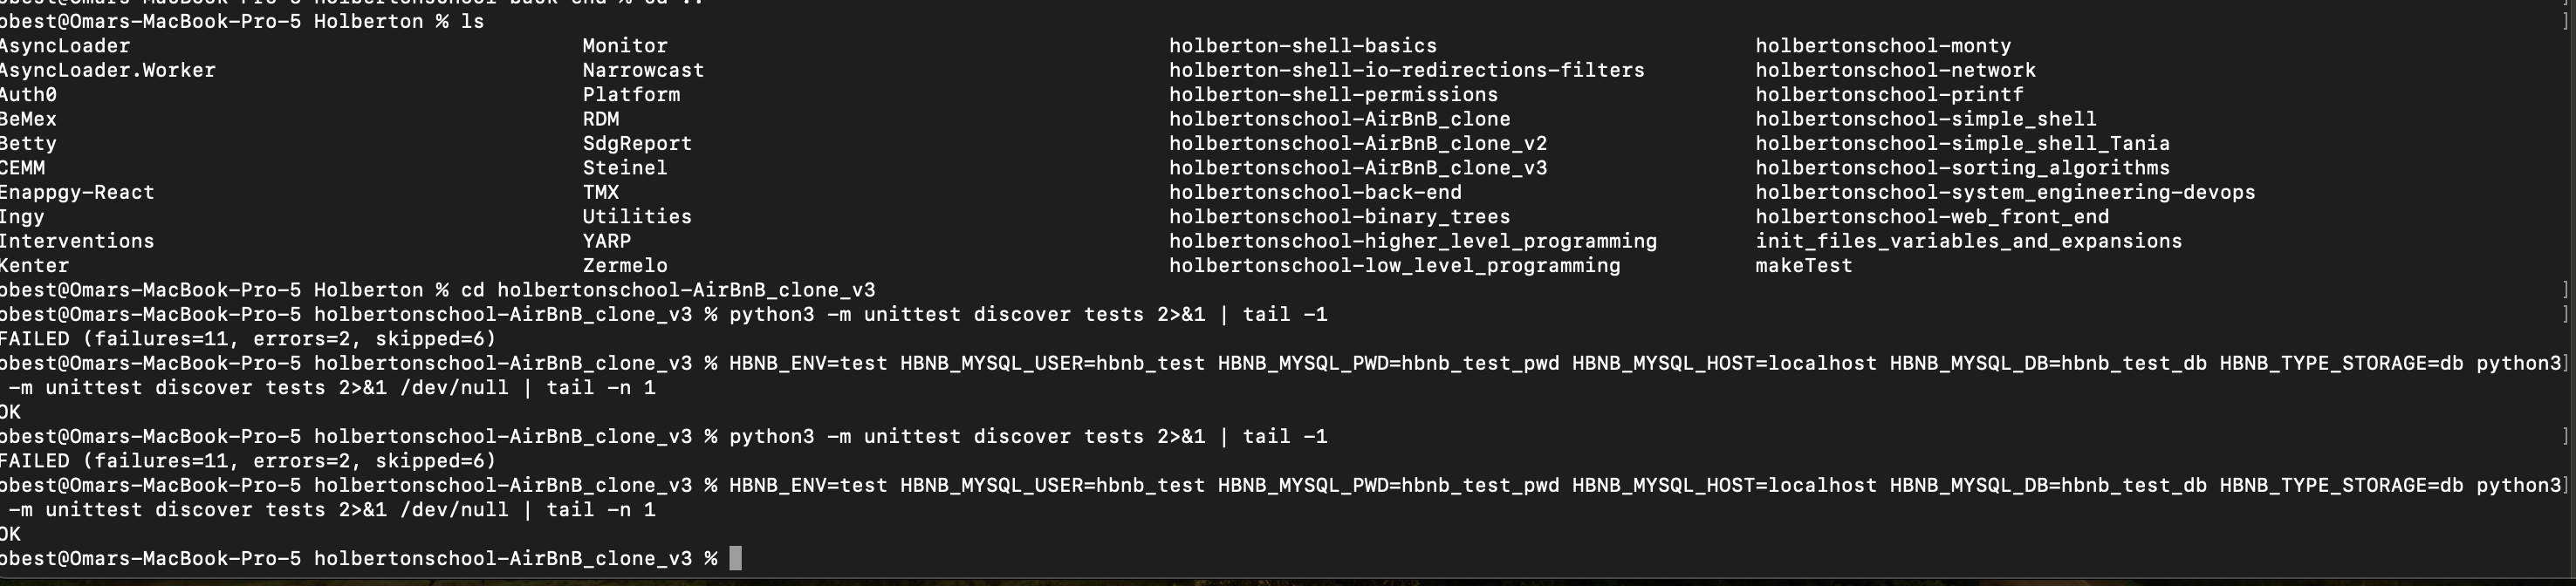 obest@Omars-MacBook-Pro-5 Holberton % ls ]
AsyncLoader Monitor holberton-shell-basics holbertonschool-monty
AsyncLoader.Worker Narrowcast holberton-shell-io-redirections-filters holbertonschool-network
Auth0 Platform holberton-shell-permissions holbertonschool-printf
BeMex RDM holbertonschool-AirBnB_clone holbertonschool-simple_shell
Betty SdgReport holbertonschool-AirBnB_clone_v2 holbertonschool-simple_shell_Tania
CEMM Steinel holbertonschool-AirBnB_clone_v3 holbertonschool-sorting_algorithms
Enappgy-React TMX holbertonschool-back-end holbertonschool-system_engineering-devops
Ingy Utilities holbertonschool-binary_trees holbertonschool-web_front_end
Interventions YARP holbertonschool-higher_level_programming init_files_variables_and_expansions
Kenter Zermelo holbertonschool-low_level_programming makeTest
obest@Omars-MacBook-Pro-5 Holberton % cd holbertonschool-AirBnB_clone_v3 ]
obest@Omars-MacBook-Pro-5 holbertonschool-AirBnB_clone_v3 % python3 -m unittest discover tests 2>&1 | tail -1 ]
FAILED (failures=11, errors=2, skipped=6)
obest@Omars-MacBook-Pro-5 holbertonschool-AirBnB_clone_v3 % HBNB_ENV=test HBNB_MYSQL_USER=hbnb_test HBNB_MYSQL_PWD=hbnb_test_pwd HBNB_MYSQL_HOST=localhost HBNB_MYSQL_DB=hbnb_test_db HBNB_TYPE_STORAGE=db python3]
-m unittest discover tests 2>&1 /dev/null | tail -n 1
OK
obest@Omars-MacBook-Pro-5 holbertonschool-AirBnB_clone_v3 % python3 -m unittest discover tests 2>&1 | tail -1 ]
FAILED (failures=11, errors=2, skipped=6)
obest@Omars-MacBook-Pro-5 holbertonschool-AirBnB_clone_v3 % HBNB_ENV=test HBNB_MYSQL_USER=hbnb_test HBNB_MYSQL_PWD=hbnb_test_pwd HBNB_MYSQL_HOST=localhost HBNB_MYSQL_DB=hbnb_test_db HBNB_TYPE_STORAGE=db python3]
-m unittest discover tests 2>&1 /dev/null | tail -n 1
OK
obest@Omars-MacBook-Pro-5 holbertonschool-AirBnB_clone_v3 %